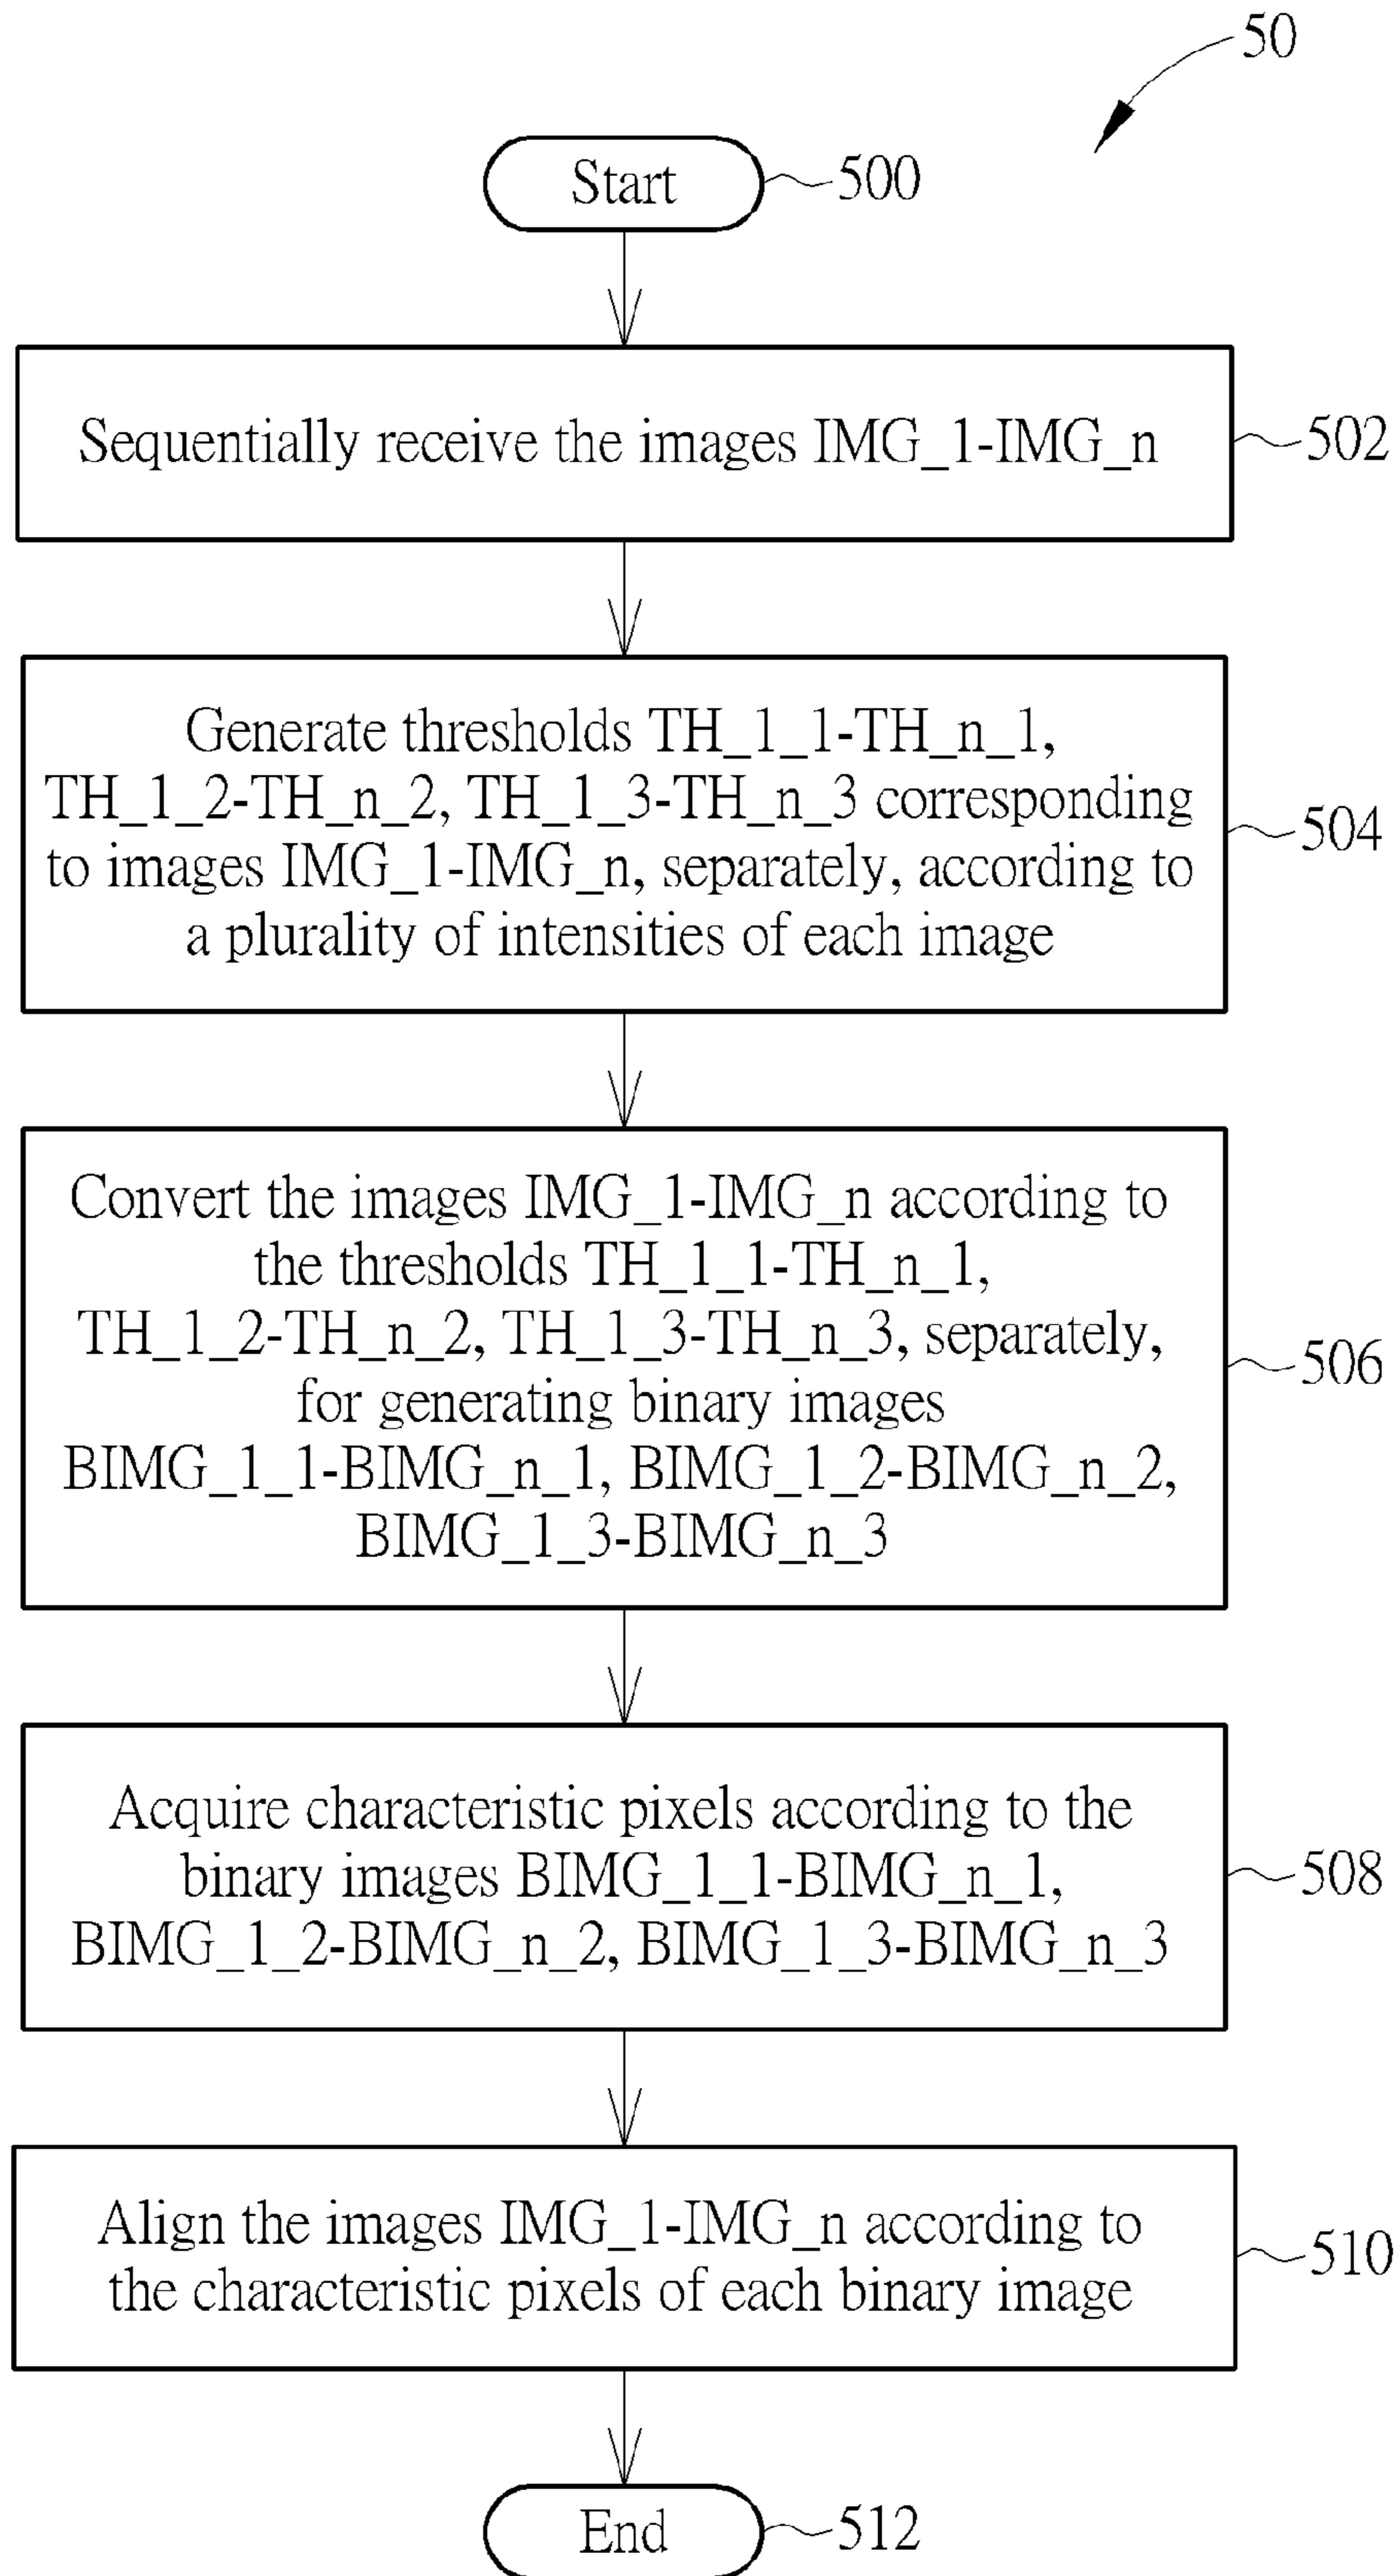 50
Start
500
Sequentially receive the images IMG_1-IMG_n
502
Generate thresholds TH_1_1-TH_n_1,
TH_1_2-TH_n_2, TH_1_3-TH_n_3 corresponding
to images IMG_1-IMG_n, separately, according to
a plurality of intensities of each image
504
Convert the images IMG_1-IMG_n according to
the thresholds TH_1_1-TH_n_1,
TH_1_2-TH_n_2, TH_1_3-TH_n_3, separately,
for generating binary images
BIMG_1_1-BIMG_n_1, BIMG_1_2-BIMG_n_2,
BIMG_1_3-BIMG_n_3
506
Acquire characteristic pixels according to the
binary images BIMG_1_1-BIMG_n_1,
BIMG_1_2-BIMG_n_2, BIMG_1_3-BIMG_n_3
508
Align the images IMG_1-IMG_n according to
the characteristic pixels of each binary image
510
End
512